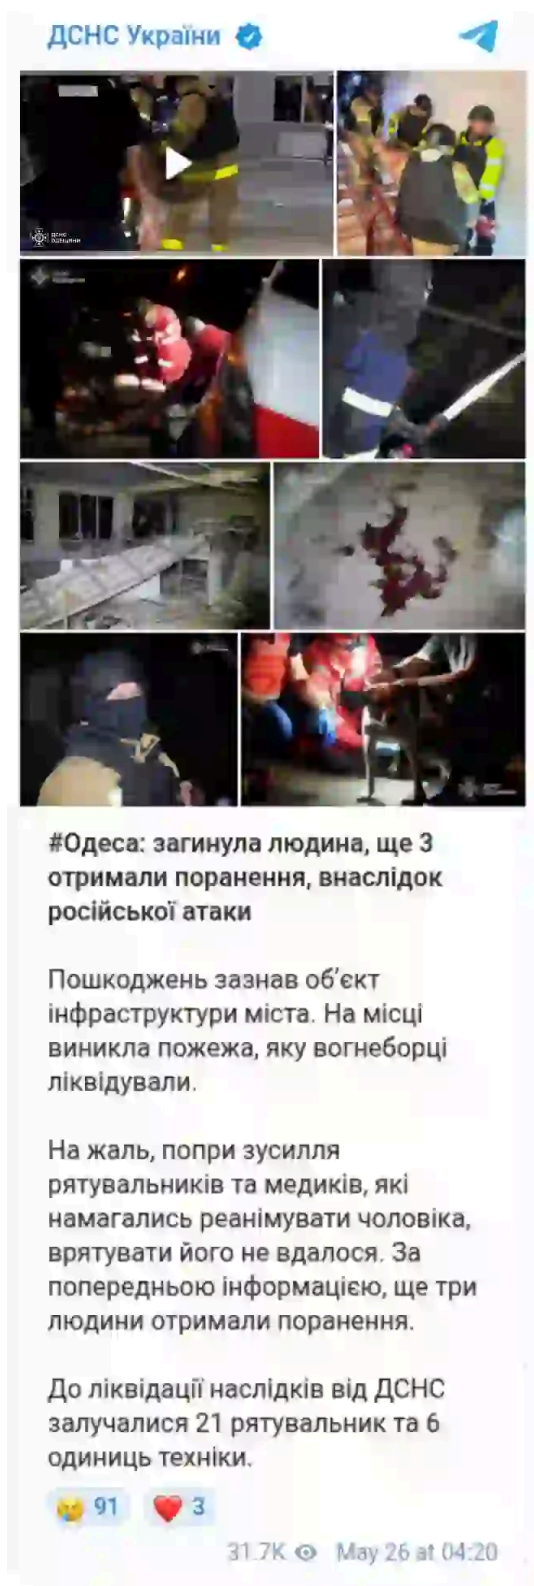 ДСНС України
ДСНС
ОДЕЩИНИ
#Одеса: загинула людина, ще 3
отримали поранення, внаслідок
російської атаки
Пошкоджень зазнав об’єкт
інфраструктури міста. На місці
виникла пожежа, яку вогнеборці
ліквідували.
На жаль, попри зусилля
рятувальників та медиків, які
намагались реанімувати чоловіка,
врятувати його не вдалося. За
попередньою інформацією, ще три
людини отримали поранення.
До ліквідації наслідків від ДСНС
залучалися 21 рятувальник та 6
одиниць техніки.
91 3
31.7K May 26 at 04:20